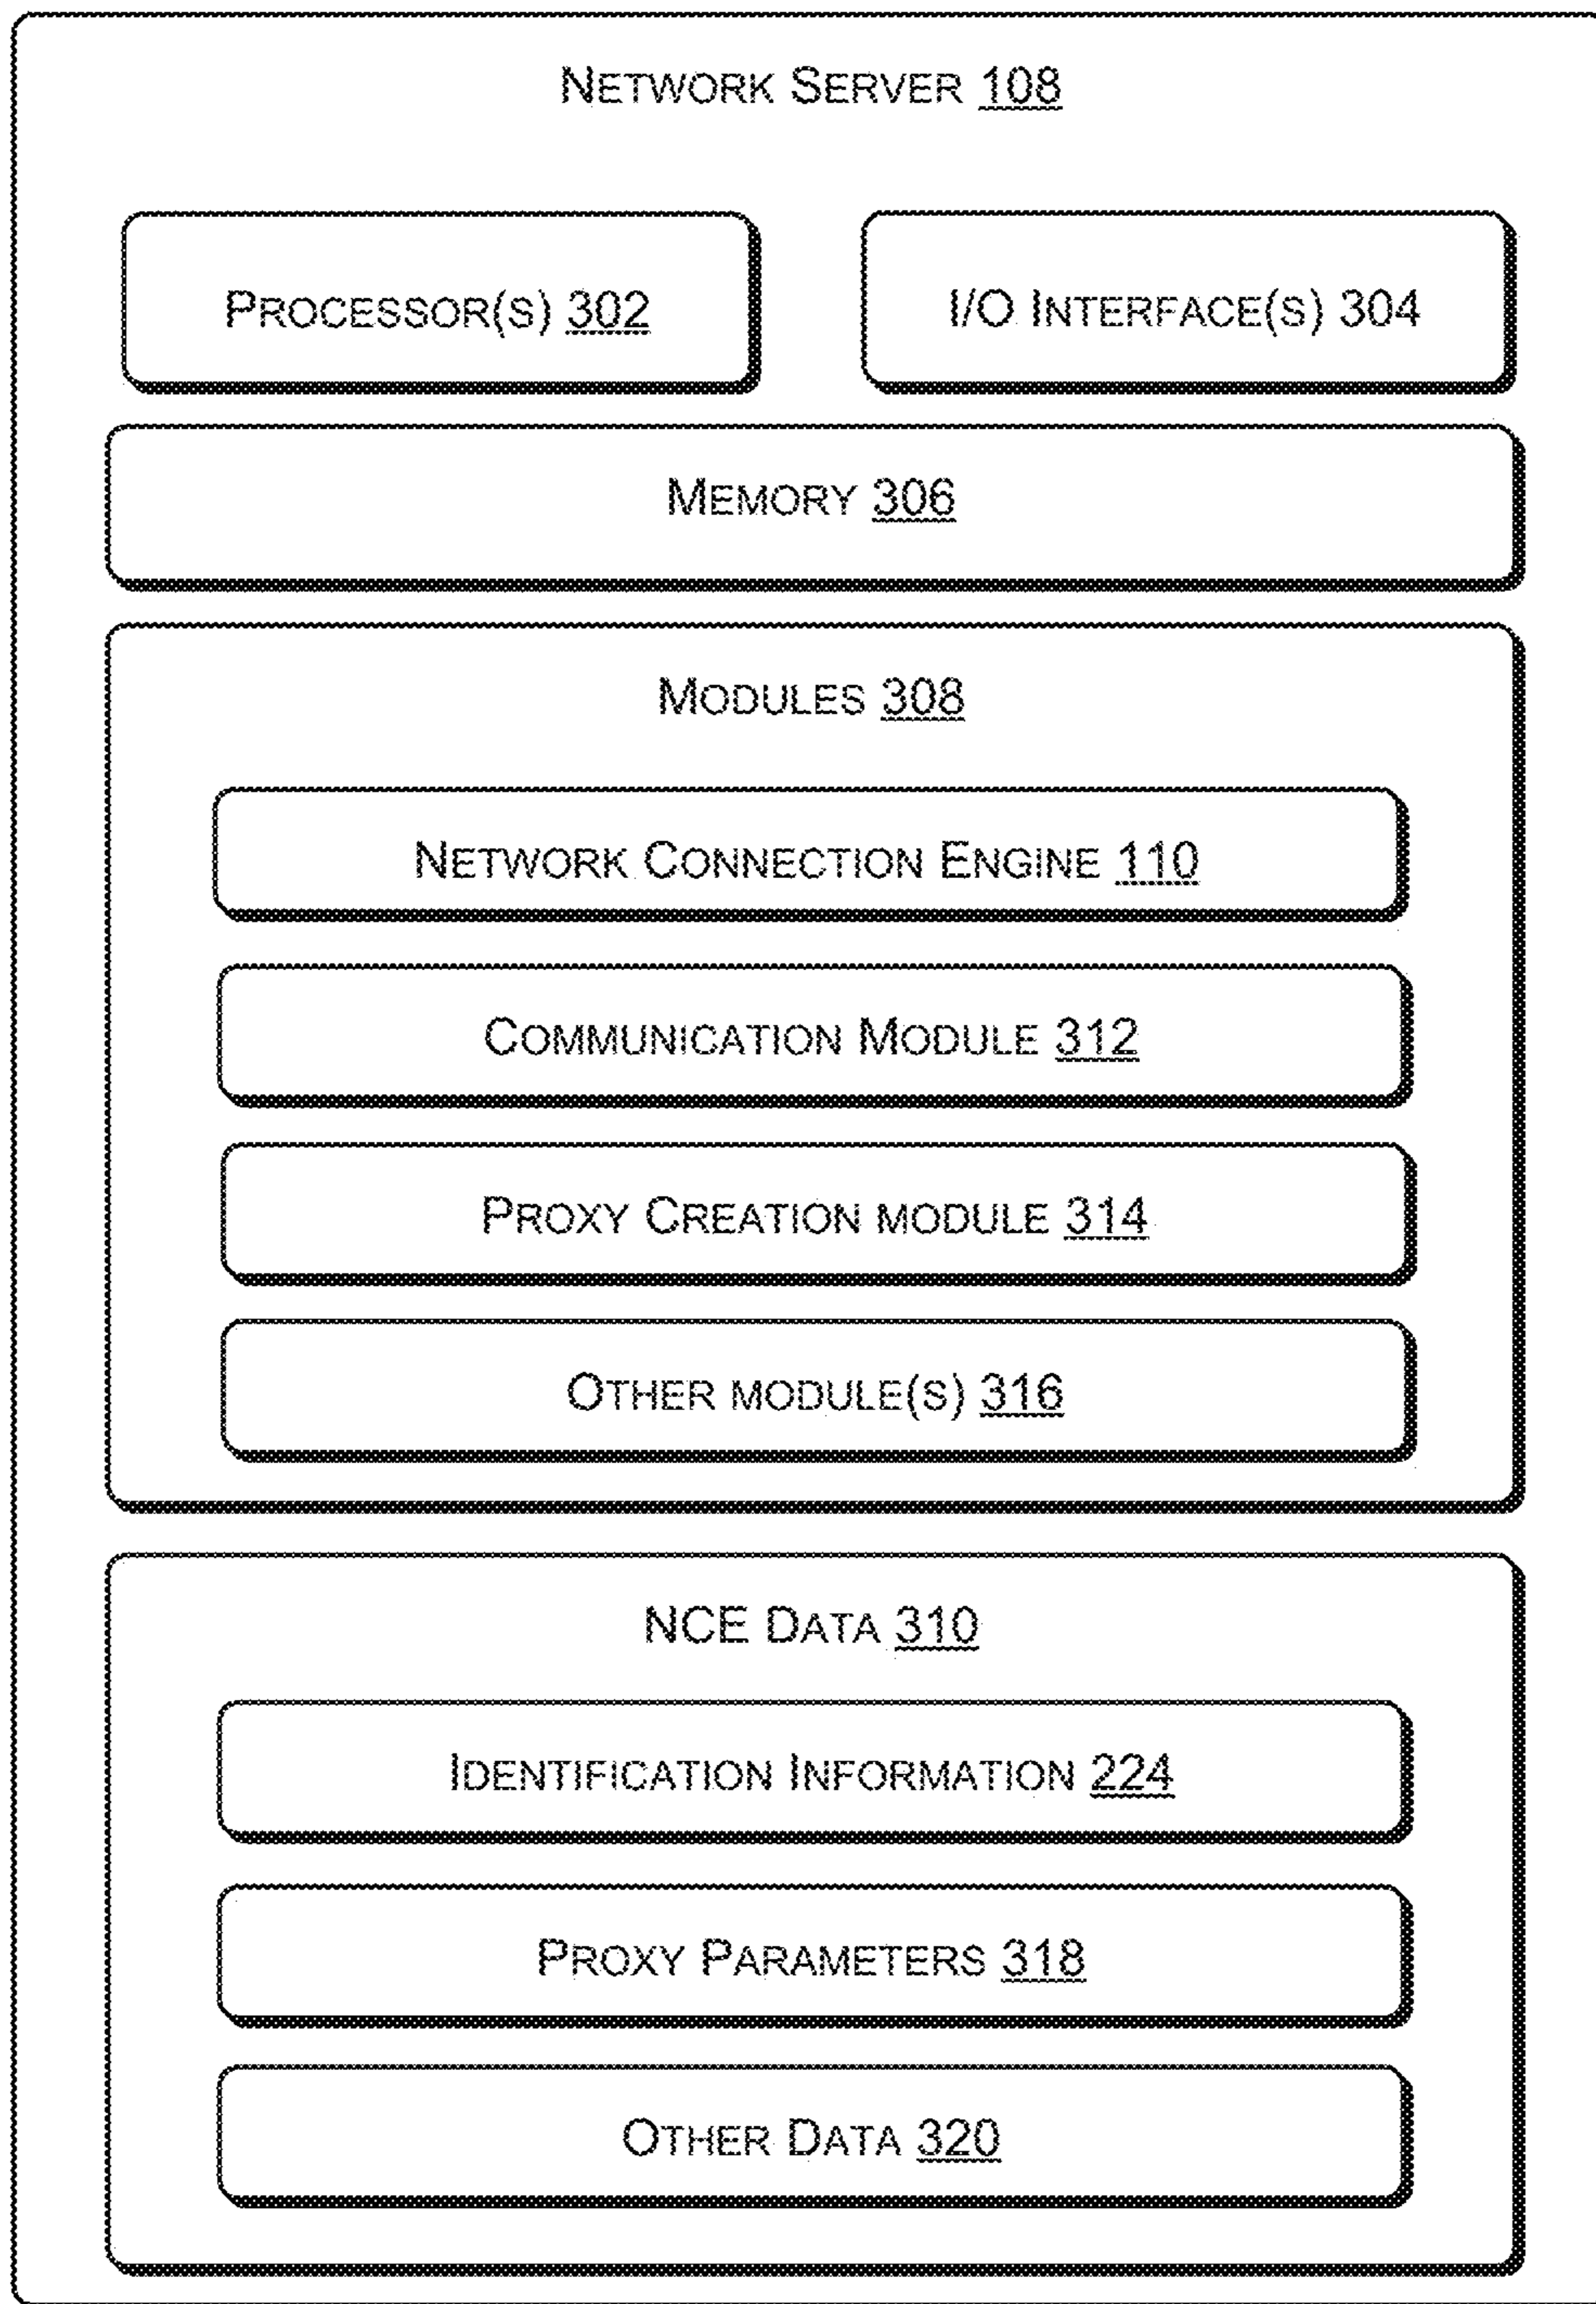 NETWORK SERVER 108
PROCESSOR(S) 302
I/O INTERFACE(S) 304
MEMORY 306
MODULES 308
NETWORK CONNECTION ENGINE 110
COMMUNICATION MODULE 312
PROXY CREATION MODULE 314
OTHER MODULE(S) 316
NCE DATA 310
IDENTIFICATION INFORMATION 224
PROXY PARAMETERS 318
OTHER DATA 320